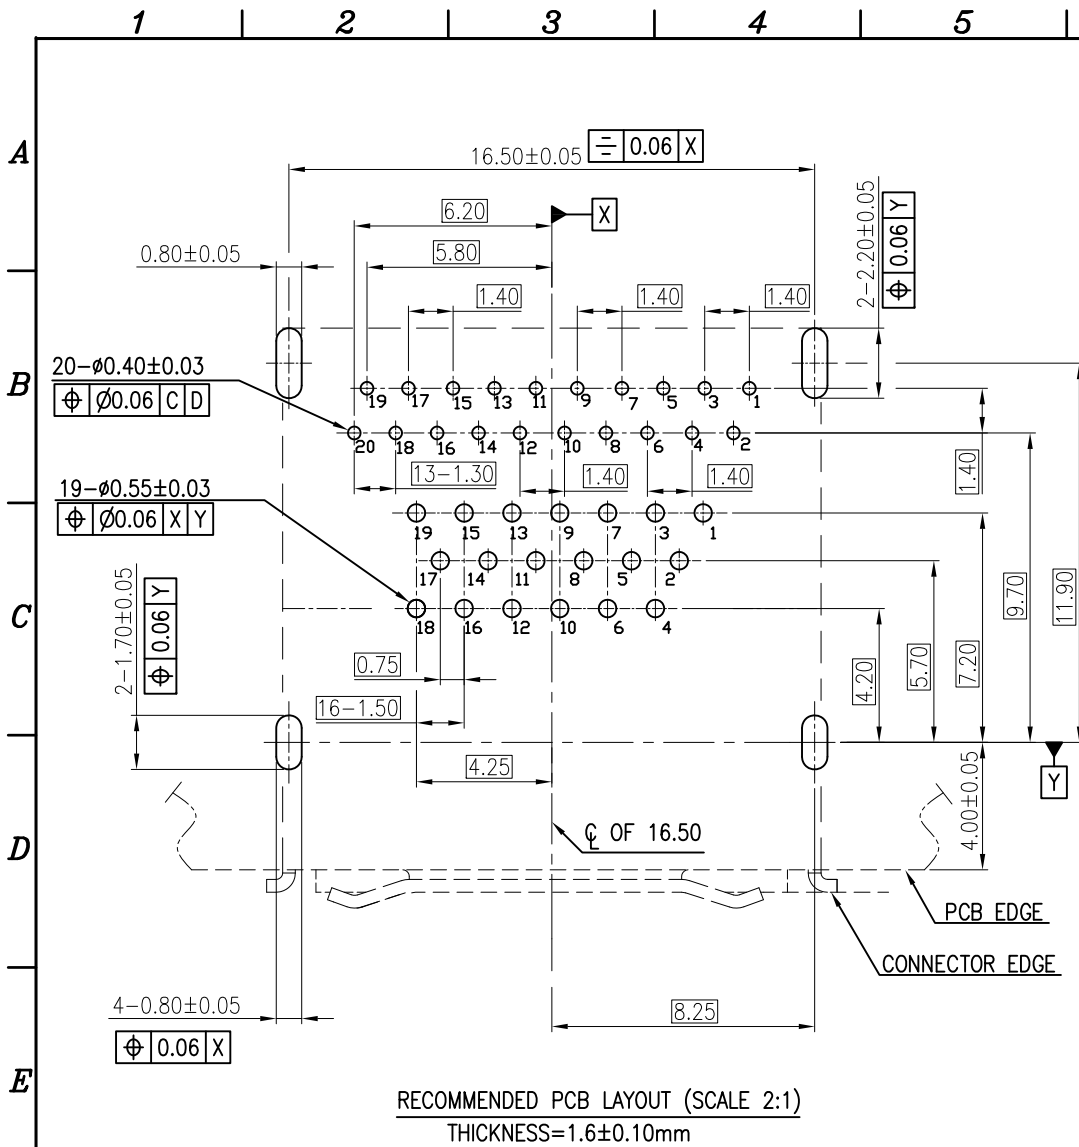 1 2 3 4 5
A
16.50±0.05 ⌯ 0.06 X
6.20 X
2-2.20±0.05
⌖ 0.06 Y
0.80±0.05 5.80
1.40 1.40 1.40
B
20-Ø0.40±0.03
⌖ Ø0.06 C D
19 17 15 13 11 9 7 5 3 1
20 18 16 14 12 10 8 6 4 2
13-1.30 1.40 1.40
1.40
19-Ø0.55±0.03
⌖ Ø0.06 X Y
19 15 13 9 7 3 1
17 14 11 8 5 2
18 16 12 10 6 4
C
2-1.70±0.05
⌖ 0.06 Y
0.75
16-1.50
4.25
4.20
5.70
7.20
9.70
11.90
Y
4.00±0.05
D
℄ OF 16.50
PCB EDGE
CONNECTOR EDGE
4-0.80±0.05
⌖ 0.06 X
8.25
E
RECOMMENDED PCB LAYOUT (SCALE 2:1)
THICKNESS=1.6±0.10mm